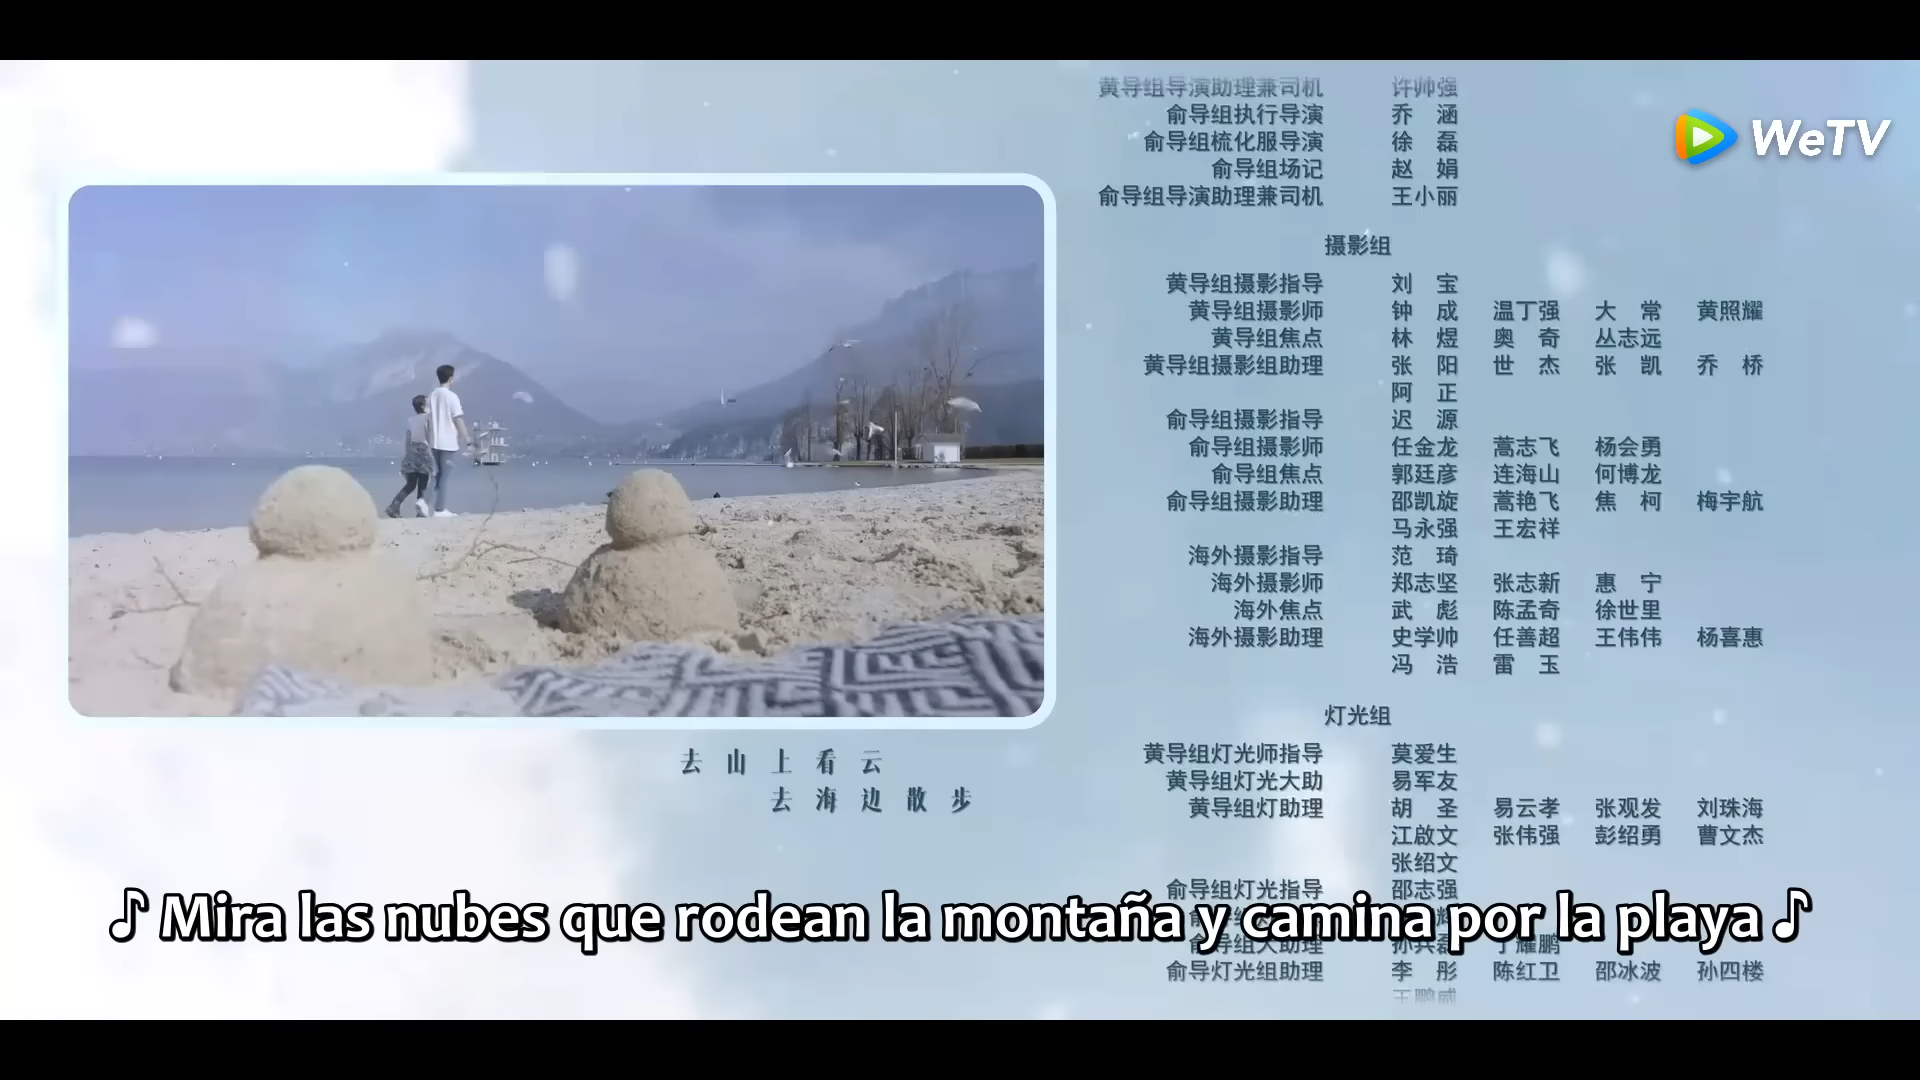 黄导组导演助理兼司机 许帅强
俞导组执行导演 乔 涵
俞导组梳化服导演 徐 磊
俞导组场记 赵 娟
俞导组导演助理兼司机 王小丽
WeTV
摄影组
黄导组摄影指导 刘 宝
黄导组摄影师 钟 成 温丁强 大 常 黄照耀
黄导组焦点 林 煜 奥 奇 丛志远
黄导组摄影组助理 张 阳 世 杰 张 凯 乔 桥
阿 正
俞导组摄影指导 迟 源
俞导组摄影师 任金龙 蒿志飞 杨会勇
俞导组焦点 郭廷彦 连海山 何博龙
俞导组摄影助理 邵凯旋 蒿艳飞 焦 柯 梅宇航
马永强 王宏祥
海外摄影指导 范 琦
海外摄影师 郑志坚 张志新 惠 宁
海外焦点 武 彪 陈孟奇 徐世里
海外摄影助理 史学帅 任善超 王伟伟 杨喜惠
冯 浩 雷 玉
灯光组
黄导组灯光师指导 莫爱生
黄导组灯光大助 易军友
黄导组灯助理 胡 圣 易云孝 张观发 刘珠海
江啟文 张伟强 彭绍勇 曹文杰
张绍文
俞导组灯光指导 邵志强
俞导组大助理 孙兵磊 丁耀鹏
俞导灯光组助理 李 彤 陈红卫 邵冰波 孙四楼
王鹏威
去山上看云
去海边散步
♪ Mira las nubes que rodean la montaña y camina por la playa ♪